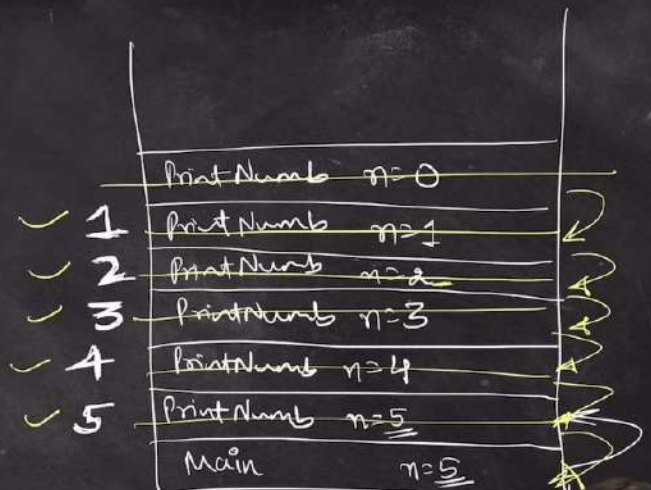 PrintNumb n=0
1 PrintNumb n=1
2 PrintNumb n=2
3 PrintNumb n=3
4 PrintNumb n=4
5 PrintNumb n=5
Main n=5